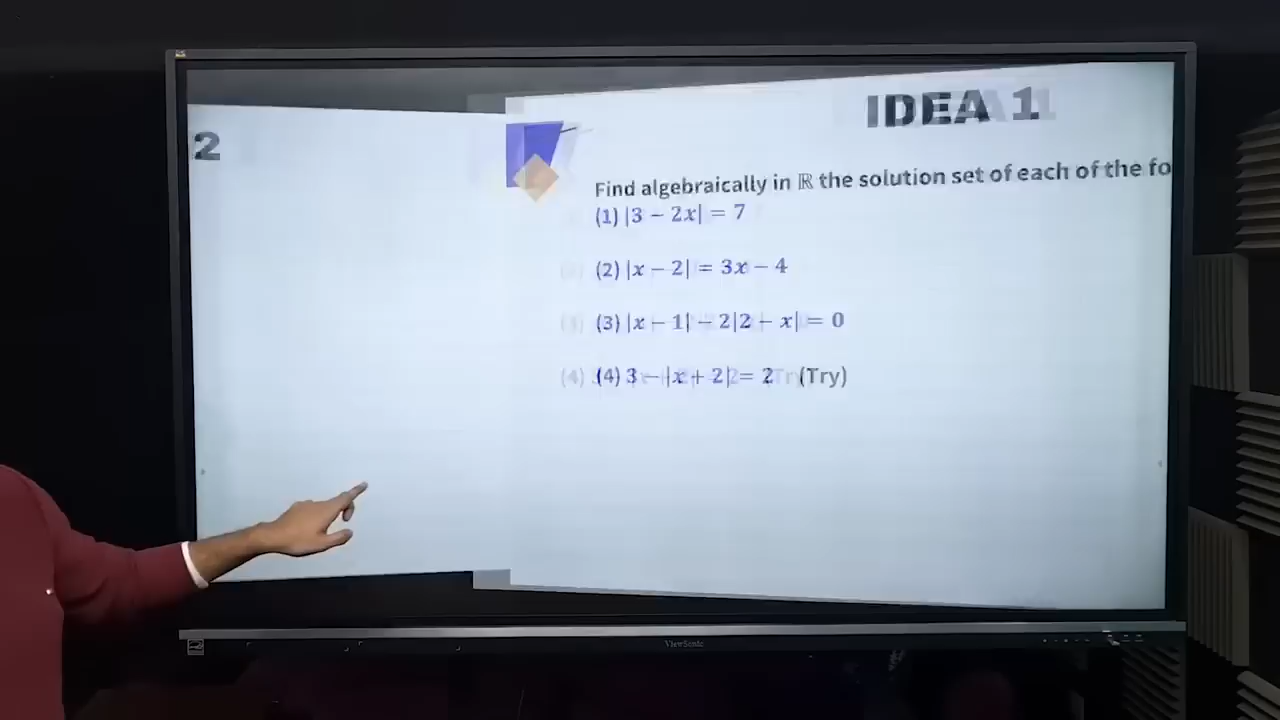 2
IDEA 1
Find algebraically in ℝ the solution set of each of the fo
(1) |3 − 2x| = 7
(2) |x − 2| = 3x − 4
(3) |x − 1| − 2|2 − x| = 0
(4) 3 − |x + 2| = 2 (Try)
ViewSonic